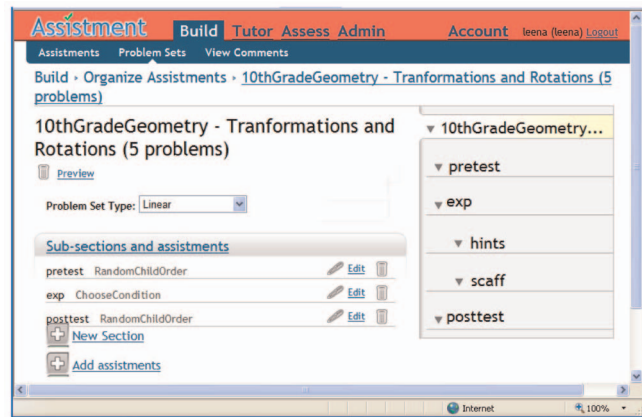 Assistment Build Tutor Assess Admin Account leena (leena) Logout
Assistments Problem Sets View Comments
Build › Organize Assistments › 10thGradeGeometry - Tranformations and Rotations (5
problems)
10thGradeGeometry - Tranformations and
Rotations (5 problems)
Preview
Problem Set Type: Linear
Sub-sections and assistments
pretest RandomChildOrder Edit
exp ChooseCondition Edit
posttest RandomChildOrder Edit
New Section
Add assistments
10thGradeGeometry...
pretest
exp
hints
scaff
posttest
Internet 100%